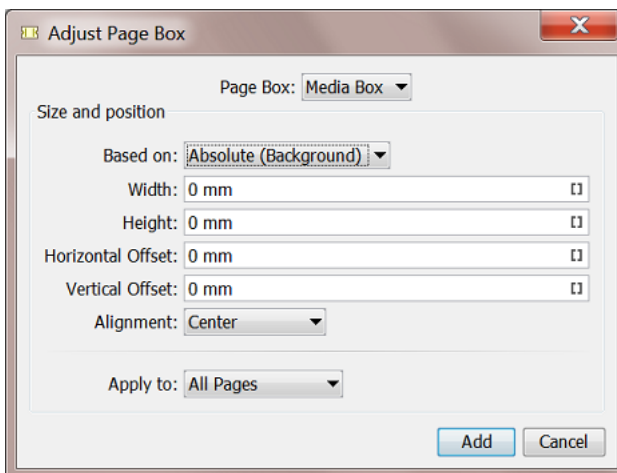 Adjust Page Box
Page Box: Media Box
Size and position
Based on: Absolute (Background)
Width: 0 mm
Height: 0 mm
Horizontal Offset: 0 mm
Vertical Offset: 0 mm
Alignment: Center
Apply to: All Pages
Add Cancel